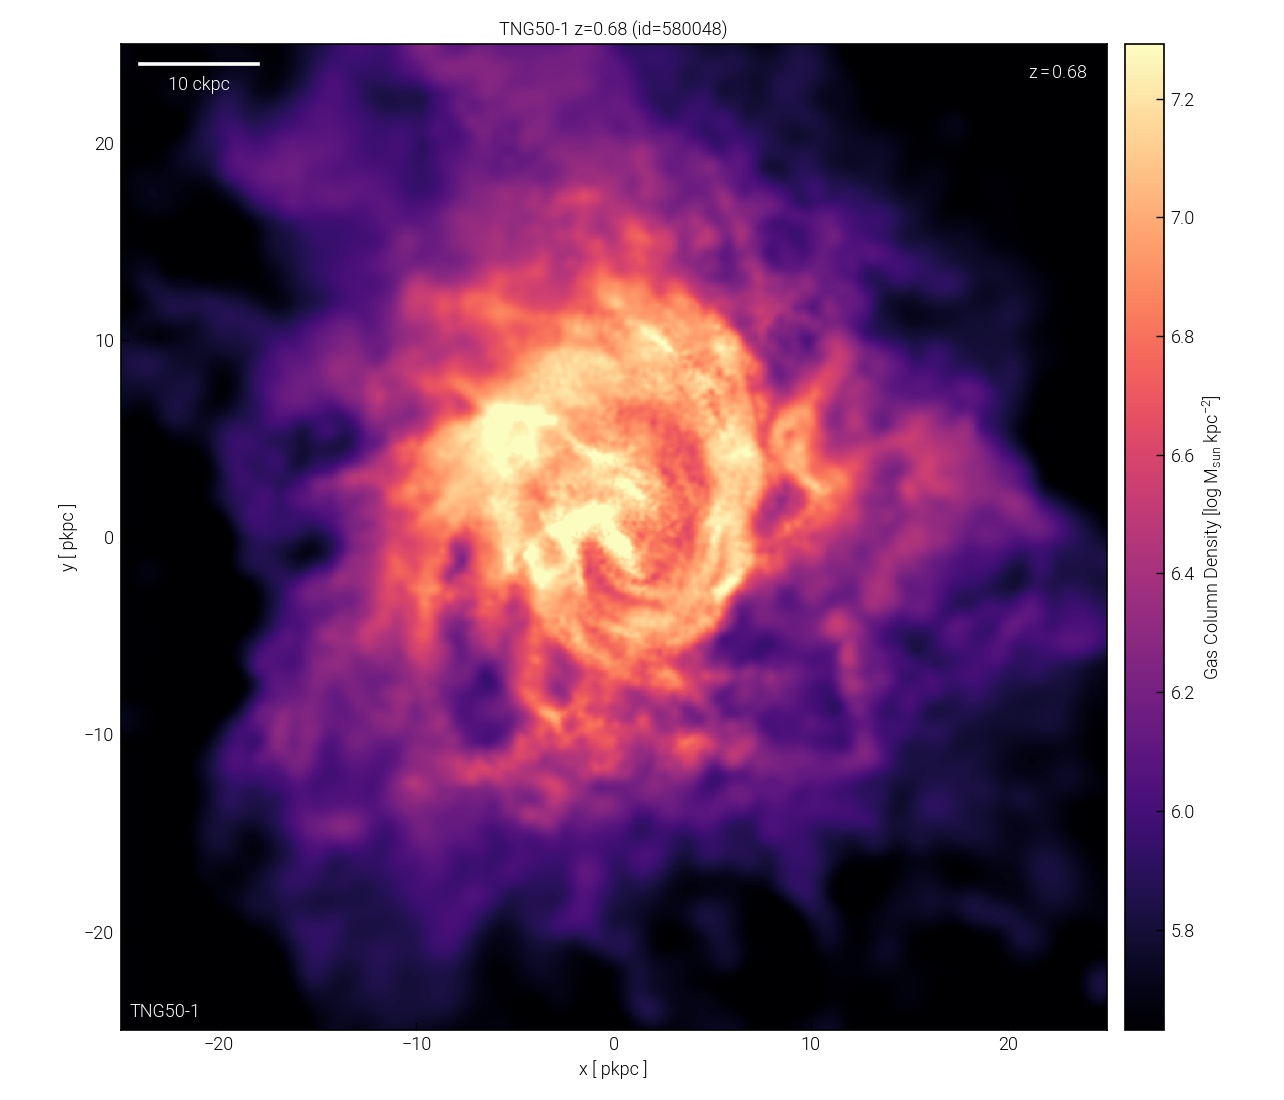 TNG50-1 z=0.68 (id=580048)
10 ckpc
z=0.68
7.2
7.0
6.8
6.6
6.4
6.2
6.0
5.8
Gas Column Density [log M_sun kpc⁻²]
20
10
0
−10
−20
y [ pkpc ]
TNG50-1
−20
−10
0
10
20
x [ pkpc ]